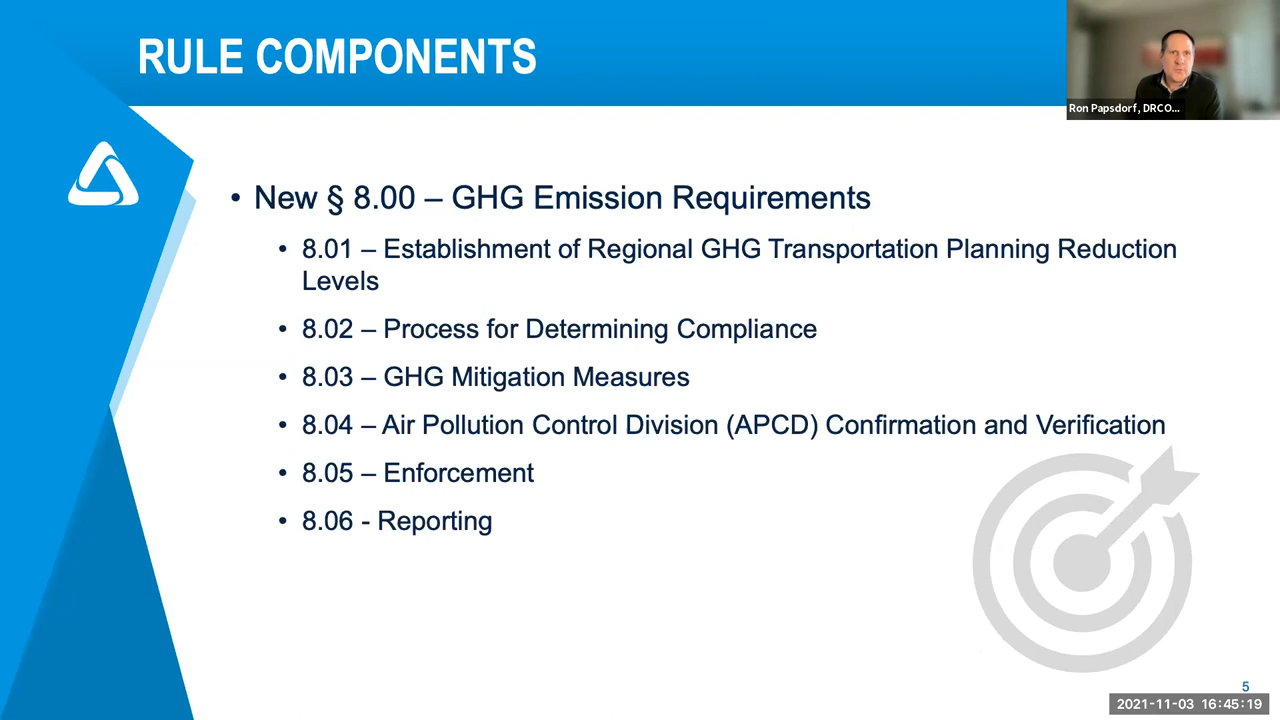 RULE COMPONENTS
Ron Papsdorf, DRCO...
• New § 8.00 – GHG Emission Requirements
• 8.01 – Establishment of Regional GHG Transportation Planning Reduction
Levels
• 8.02 – Process for Determining Compliance
• 8.03 – GHG Mitigation Measures
• 8.04 – Air Pollution Control Division (APCD) Confirmation and Verification
• 8.05 – Enforcement
• 8.06 - Reporting
5
2021-11-03 16:45:19